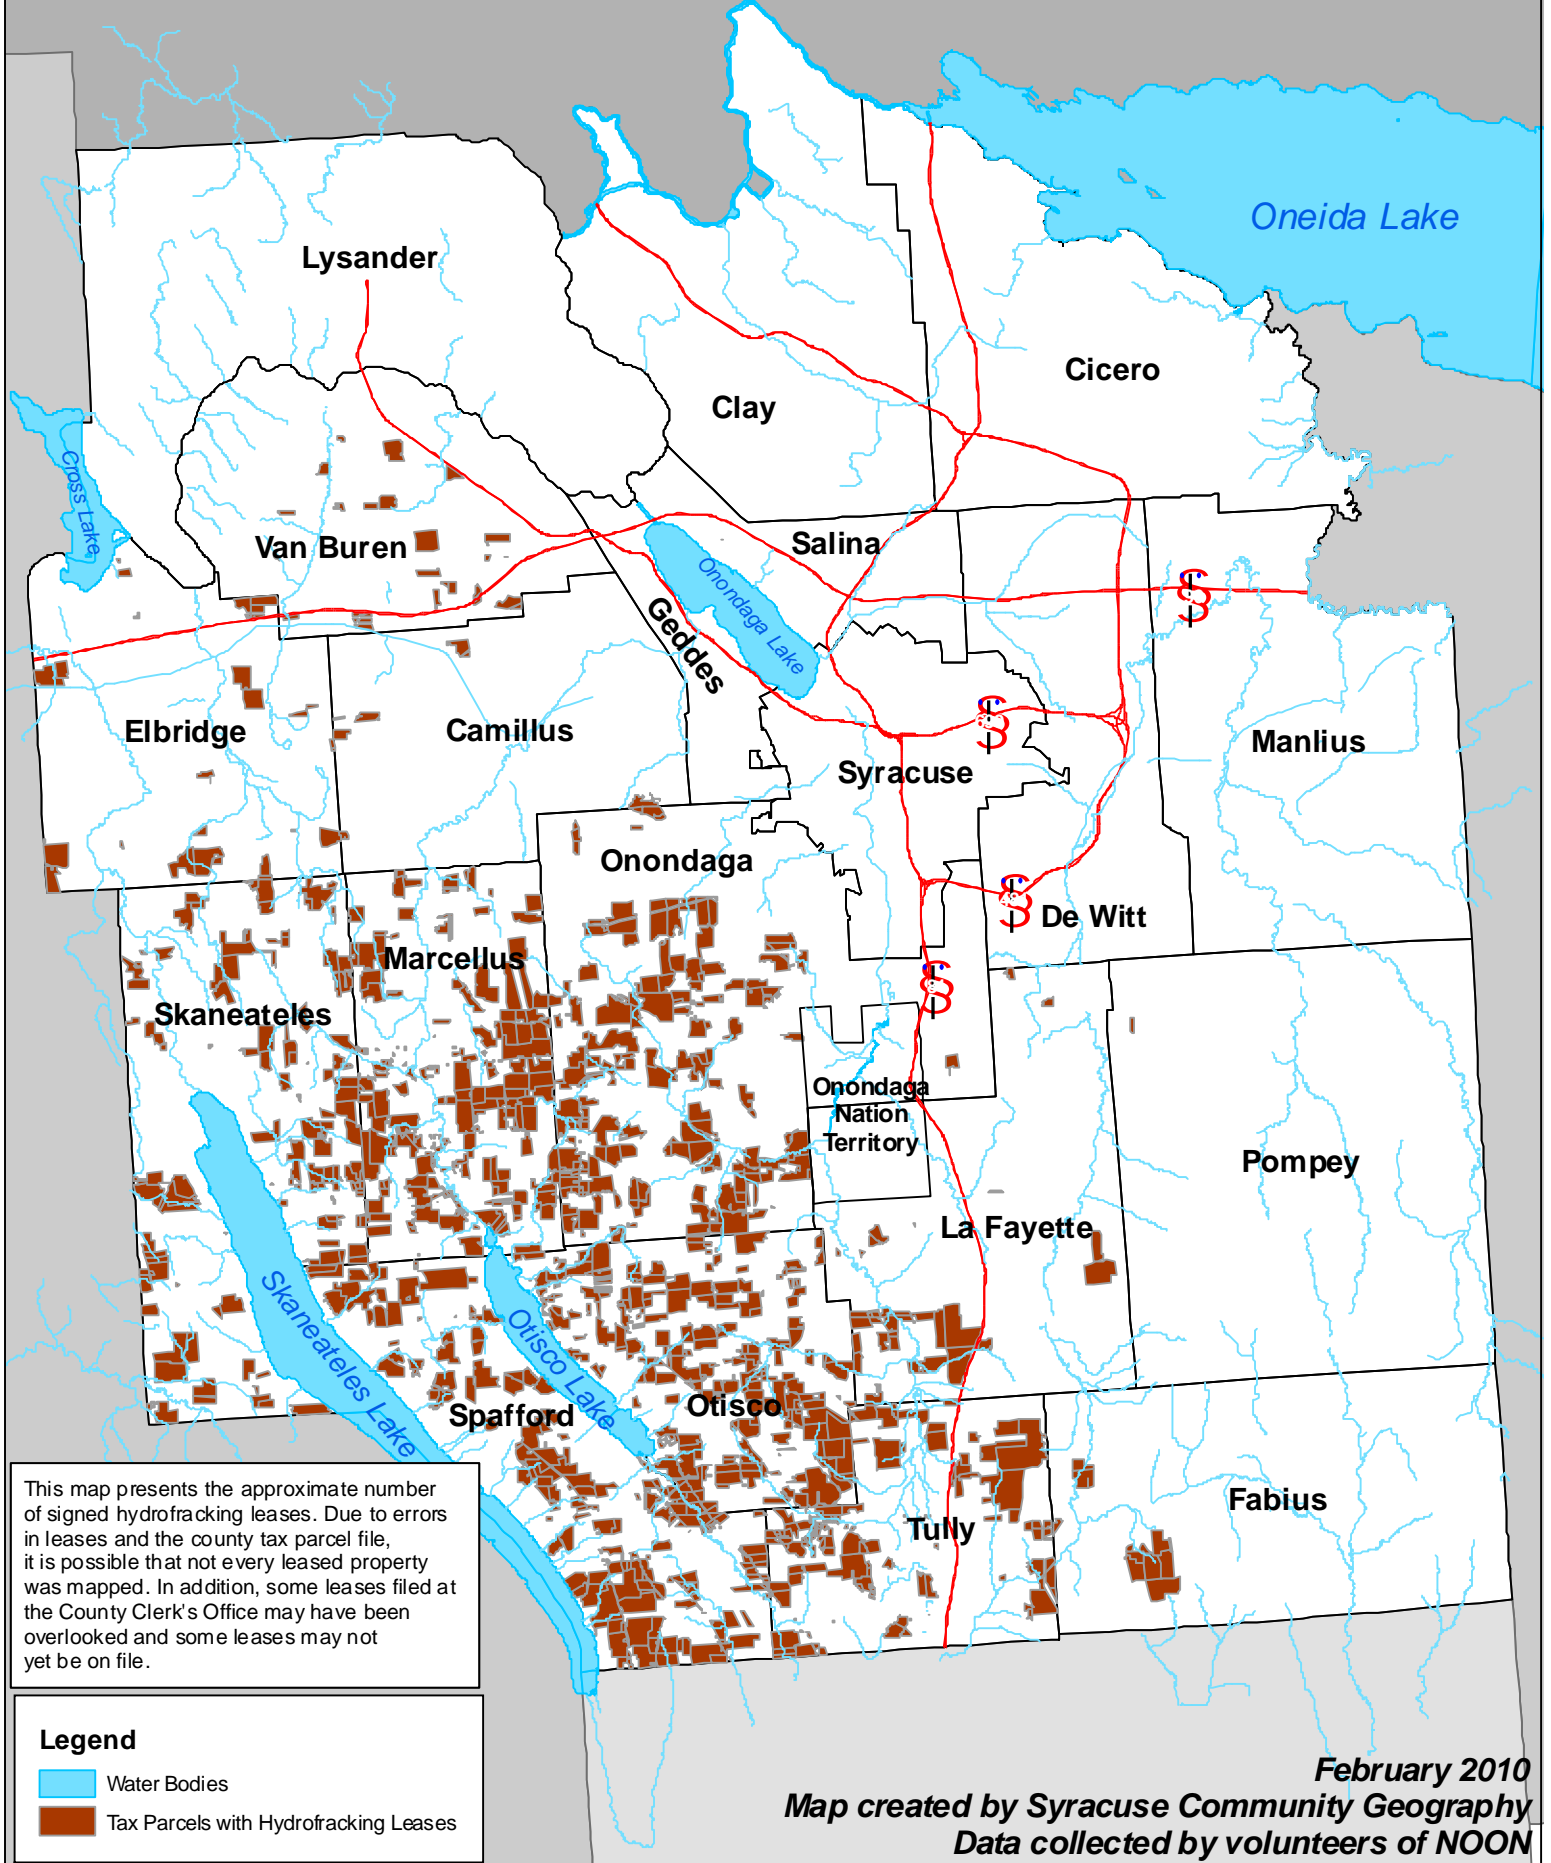 Oneida Lake
Lysander
Cicero
Clay
Cross Lake
Van Buren
Salina
Onondaga Lake
Geddes
Elbridge
Camillus
Syracuse
Manlius
Onondaga
De Witt
Marcellus
Skaneateles
Onondaga
Nation
Territory
Pompey
La Fayette
Skaneateles Lake
Otisco Lake
Otisco
Spafford
Fabius
Tully
This map presents the approximate number
of signed hydrofracking leases. Due to errors
in leases and the county tax parcel file,
it is possible that not every leased property
was mapped. In addition, some leases filed at
the County Clerk's Office may have been
overlooked and some leases may not
yet be on file.
Legend
Water Bodies
Tax Parcels with Hydrofracking Leases
February 2010
Map created by Syracuse Community Geography
Data collected by volunteers of NOON